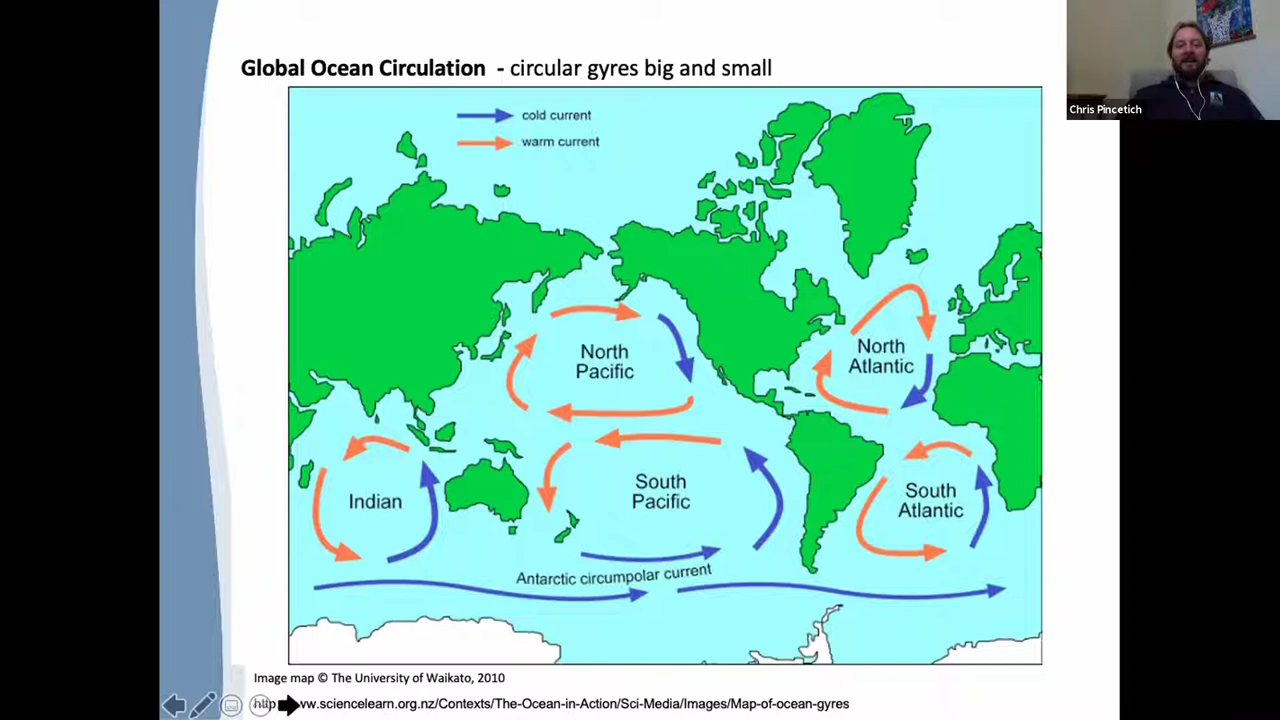 Global Ocean Circulation - circular gyres big and small
Chris Pincetich
cold current
warm current
North
Pacific
North
Atlantic
Indian
South
Pacific
South
Atlantic
Antarctic circumpolar current
Image map © The University of Waikato, 2010
ww.sciencelearn.org.nz/Contexts/The-Ocean-in-Action/Sci-Media/Images/Map-of-ocean-gyres